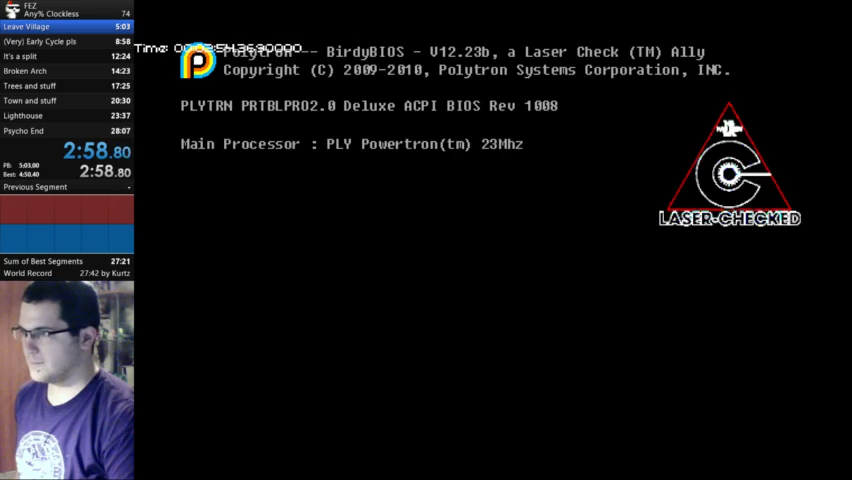 FEZ
Any% Clockless 74
Leave Village 5:03
(Very) Early Cycle pls 8:58
It's a split 12:24
Broken Arch 14:23
Trees and stuff 17:25
Town and stuff 20:30
Lighthouse 23:37
Psycho End 28:07
2:58.80
PB: 5:03.00
Best: 4:50.40
2:58.80
Previous Segment -
Sum of Best Segments 27:21
World Record 27:42 by Kurtz
Polytron -- BirdyBIOS - V12.23b, a Laser Check (TM) Ally
Copyright (C) 2009-2010, Polytron Systems Corporation, INC.
PLYTRN PRTBLPRO2.0 Deluxe ACPI BIOS Rev 1008
Main Processor : PLY Powertron(tm) 23Mhz
LASER-CHECKED